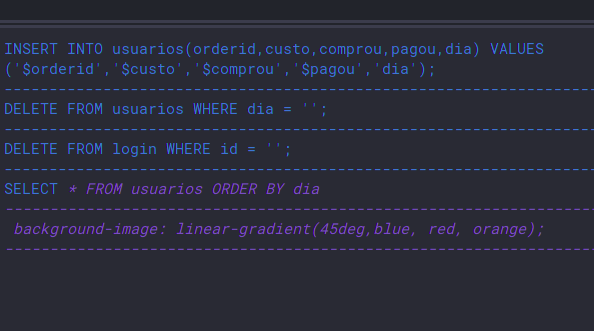 INSERT INTO usuarios(orderid,custo,comprou,pagou,dia) VALUES
('$orderid','$custo','$comprou','$pagou','dia');
------------------------------------------------------------------
DELETE FROM usuarios WHERE dia = '';
------------------------------------------------------------------
DELETE FROM login WHERE id = '';
------------------------------------------------------------------
SELECT * FROM usuarios ORDER BY dia
------------------------------------------------------------------
background-image: linear-gradient(45deg,blue, red, orange);
------------------------------------------------------------------